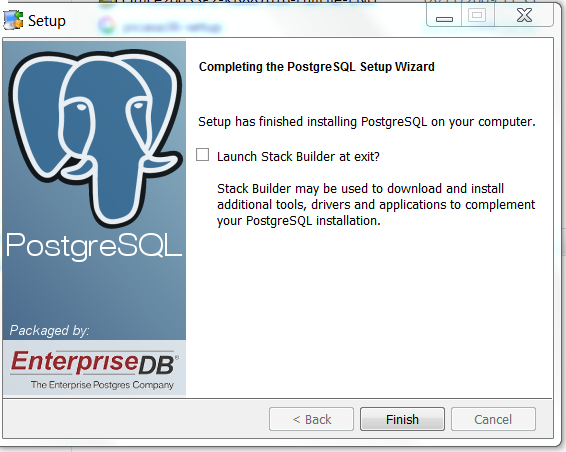 Setup
Completing the PostgreSQL Setup Wizard
Setup has finished installing PostgreSQL on your computer.
Launch Stack Builder at exit?
Stack Builder may be used to download and install
additional tools, drivers and applications to complement
your PostgreSQL installation.
PostgreSQL
Packaged by:
EnterpriseDB®
The Enterprise Postgres Company
< Back
Finish
Cancel